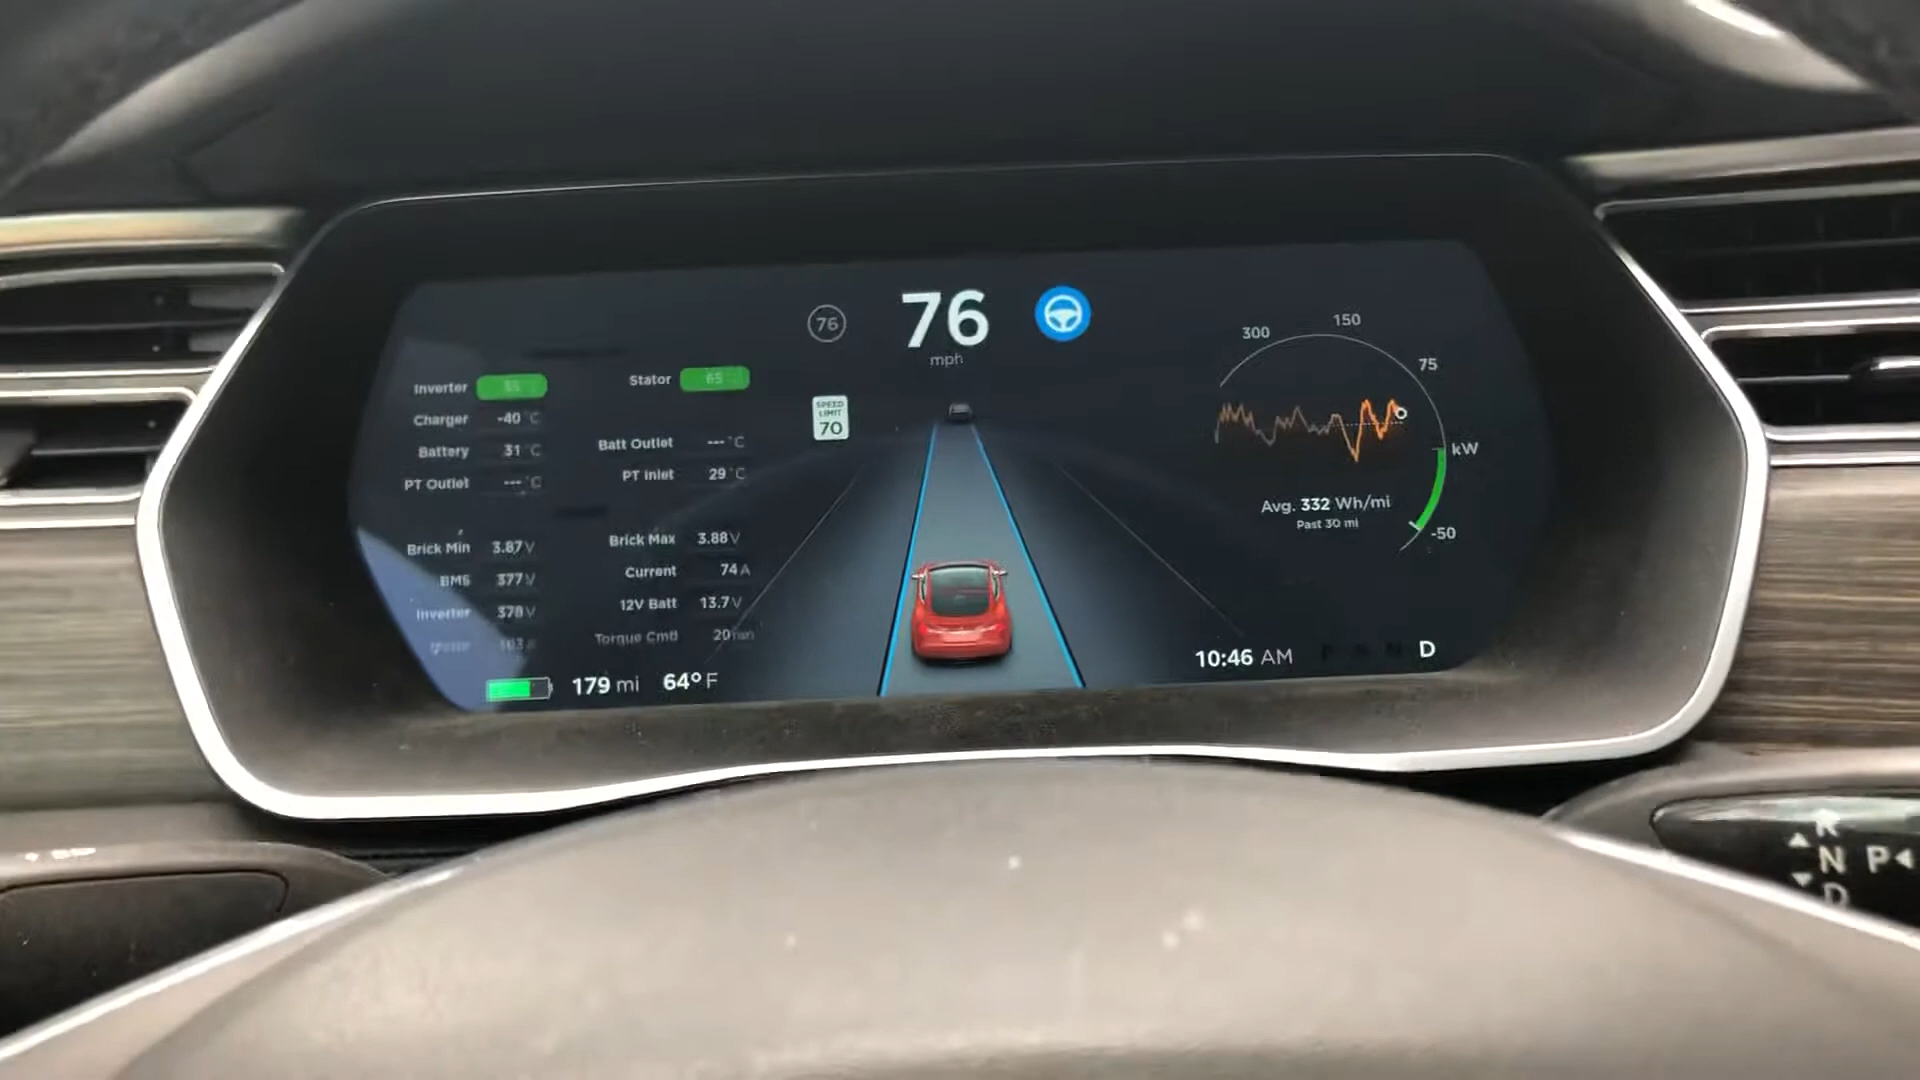 76
76
mph
SPEED
LIMIT
70
Inverter
Stator 65
Charger -40 °C
Battery 31 °C
Batt Outlet --- °C
PT Outlet --- °C
PT Inlet 29 °C
Brick Min 3.87 V
Brick Max 3.88 V
BMS 377 V
Current 74 A
Inverter 378 V
12V Batt 13.7 V
Torque Cmd 20
179 mi 64° F
300
150
75
kW
-50
Avg. 332 Wh/mi
Past 30 mi
10:46 AM
P R N D
R
N P
D